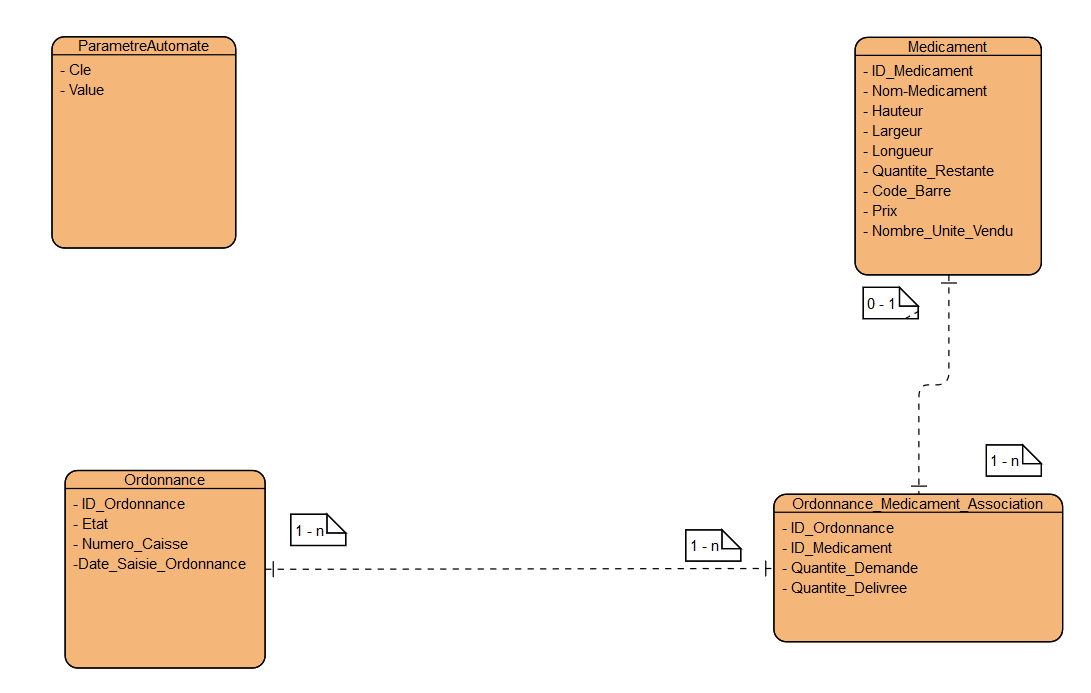 ParametreAutomate
- Cle
- Value
Medicament
- ID_Medicament
- Nom-Medicament
- Hauteur
- Largeur
- Longueur
- Quantite_Restante
- Code_Barre
- Prix
- Nombre_Unite_Vendu
0 - 1
1 - n
Ordonnance
- ID_Ordonnance
- Etat
- Numero_Caisse
-Date_Saisie_Ordonnance
1 - n
1 - n
Ordonnance_Medicament_Association
- ID_Ordonnance
- ID_Medicament
- Quantite_Demande
- Quantite_Delivree